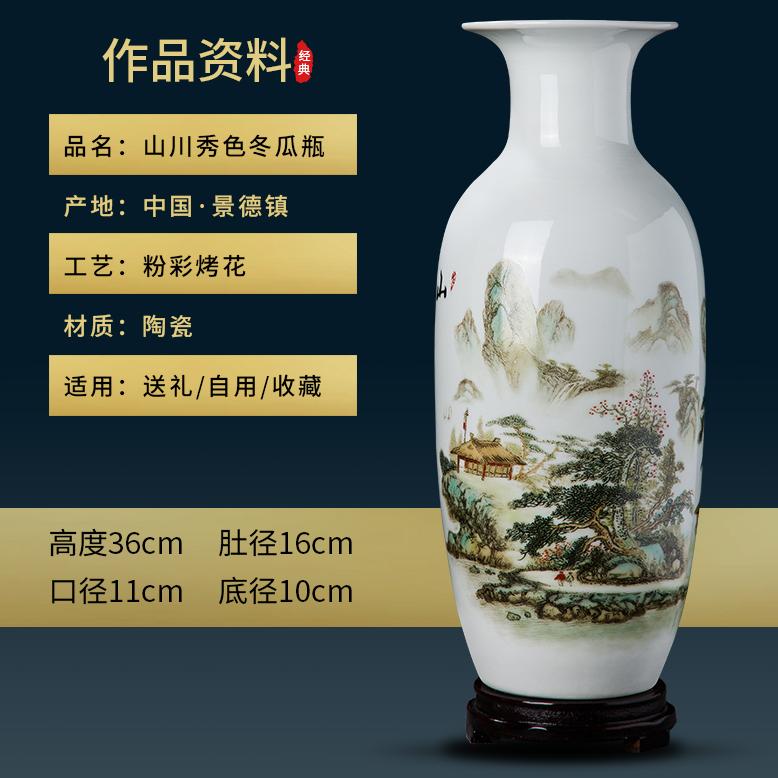 作品资料
经典
品名：山川秀色冬瓜瓶
产地：中国·景德镇
工艺：粉彩烤花
材质：陶瓷
适用：送礼/自用/收藏
高度36cm 肚径16cm
口径11cm 底径10cm
山